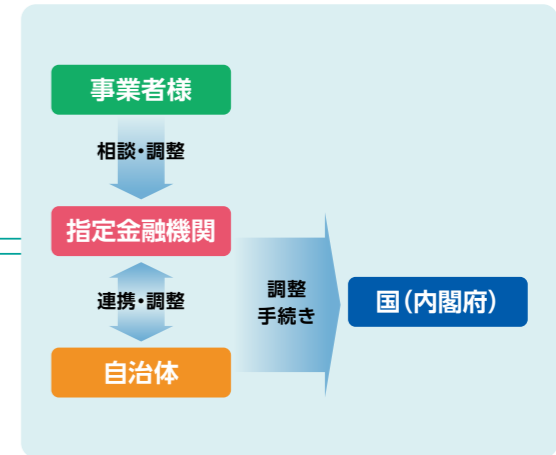 事業者様
相談・調整
指定金融機関
連携・調整
自治体
調整
手続き
国（内閣府）